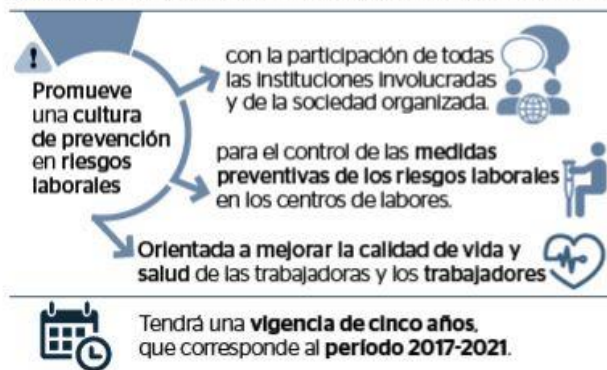 Promueve
una cultura
de prevención
en riesgos
laborales
con la participación de todas
las instituciones involucradas
y de la sociedad organizada.
para el control de las medidas
preventivas de los riesgos laborales
en los centros de labores.
Orientada a mejorar la calidad de vida y
salud de las trabajadoras y los trabajadores
Tendrá una vigencia de cinco años,
que corresponde al período 2017-2021.